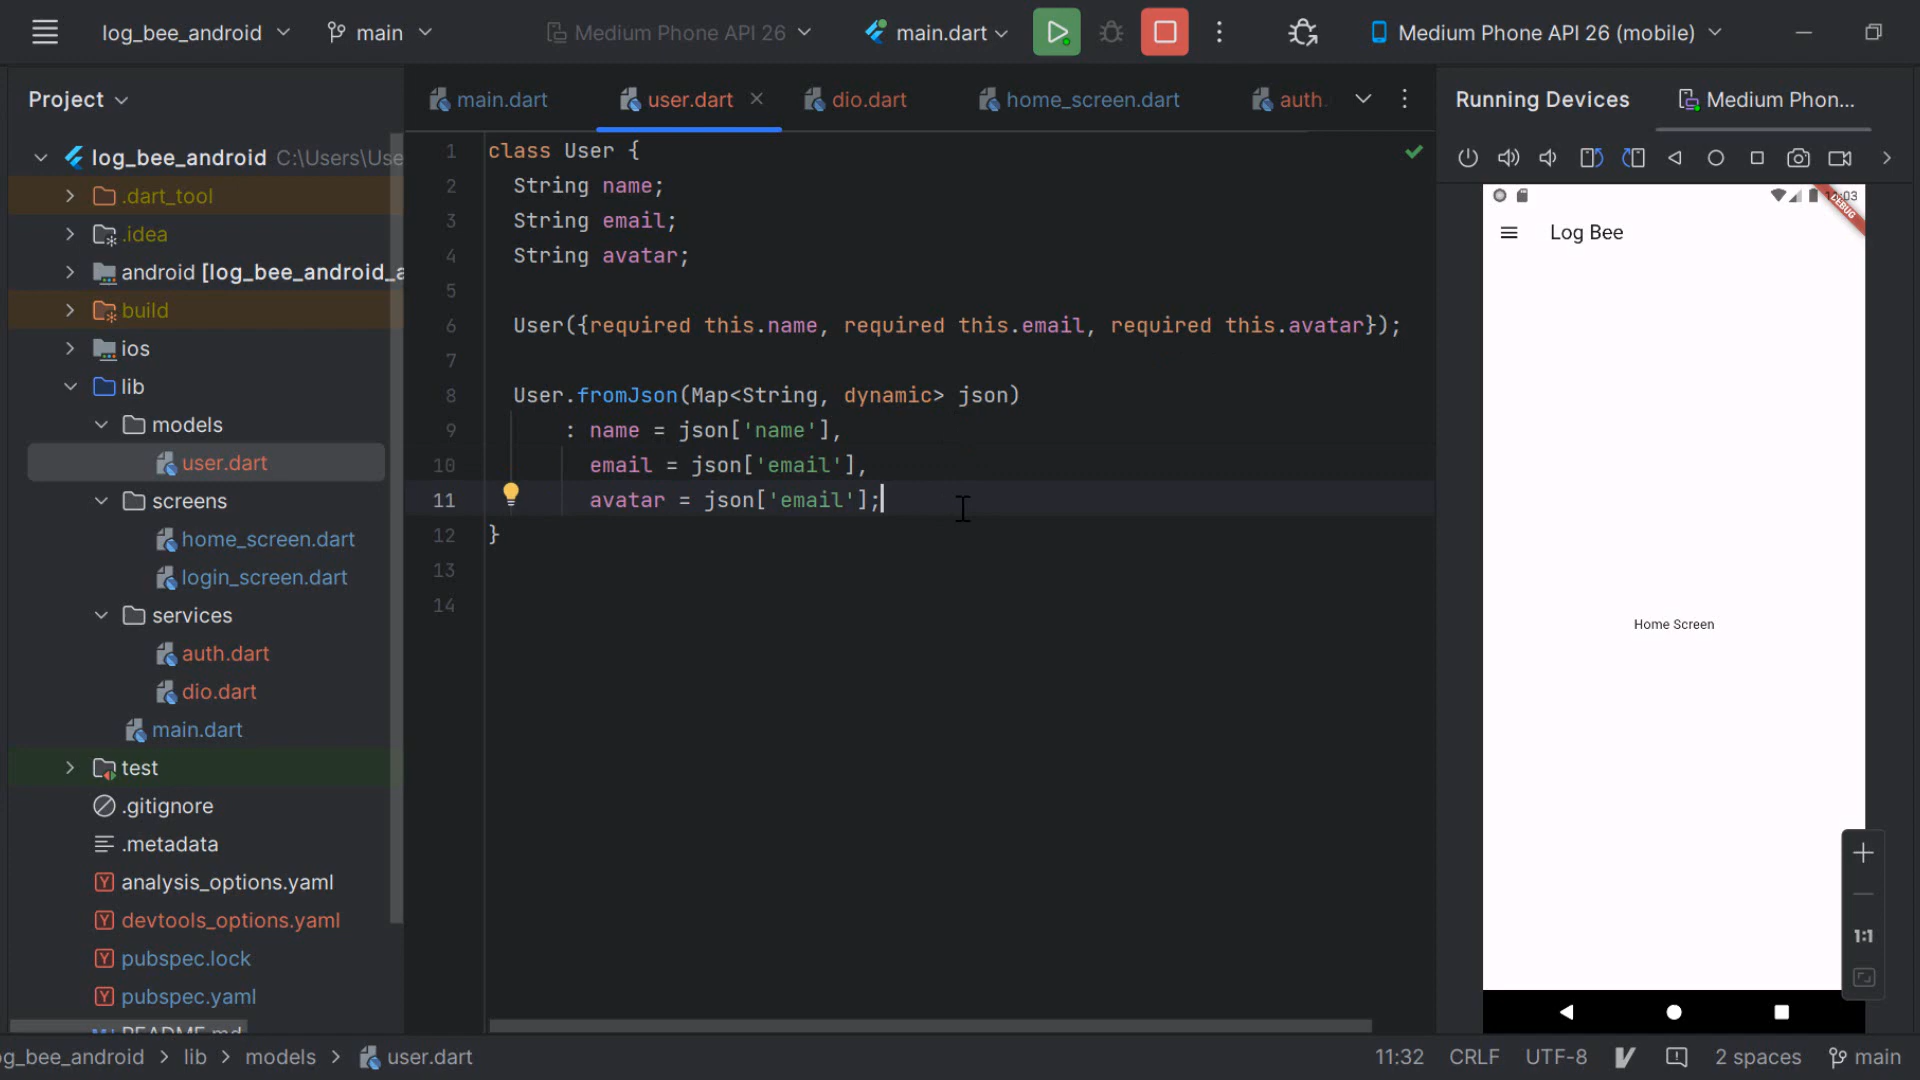 log_bee_android
main
Medium Phone API 26
main.dart
Medium Phone API 26 (mobile)
Project
main.dart
user.dart
dio.dart
home_screen.dart
auth.
Running Devices
Medium Phon...
log_bee_android C:\Users\Use
.dart_tool
.idea
android [log_bee_android_a
build
ios
lib
models
user.dart
screens
home_screen.dart
login_screen.dart
services
auth.dart
dio.dart
main.dart
test
.gitignore
.metadata
analysis_options.yaml
devtools_options.yaml
pubspec.lock
pubspec.yaml
README.md
1 class User {
2 String name;
3 String email;
4 String avatar;
5
6 User({required this.name, required this.email, required this.avatar});
7
8 User.fromJson(Map<String, dynamic> json)
9 : name = json['name'],
10 email = json['email'],
11 avatar = json['email'];
12 }
13
14
DEBUG
Log Bee
Home Screen
1:1
og_bee_android > lib > models > user.dart
11:32
CRLF
UTF-8
2 spaces
main